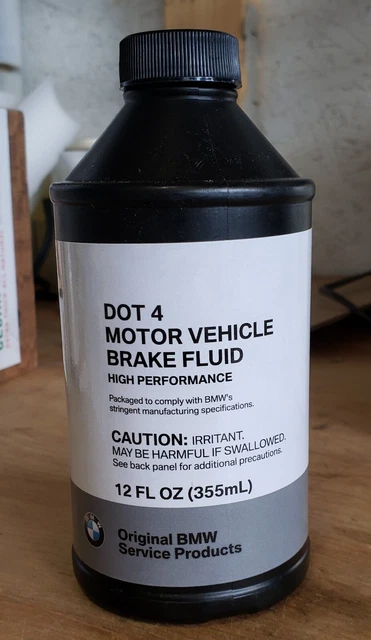 DOT 4
MOTOR VEHICLE
BRAKE FLUID
HIGH PERFORMANCE
Packaged to comply with BMW's
stringent manufacturing specifications.
CAUTION: IRRITANT.
MAY BE HARMFUL IF SWALLOWED.
See back panel for additional precautions.
12 FL OZ (355mL)
Original BMW
Service Products